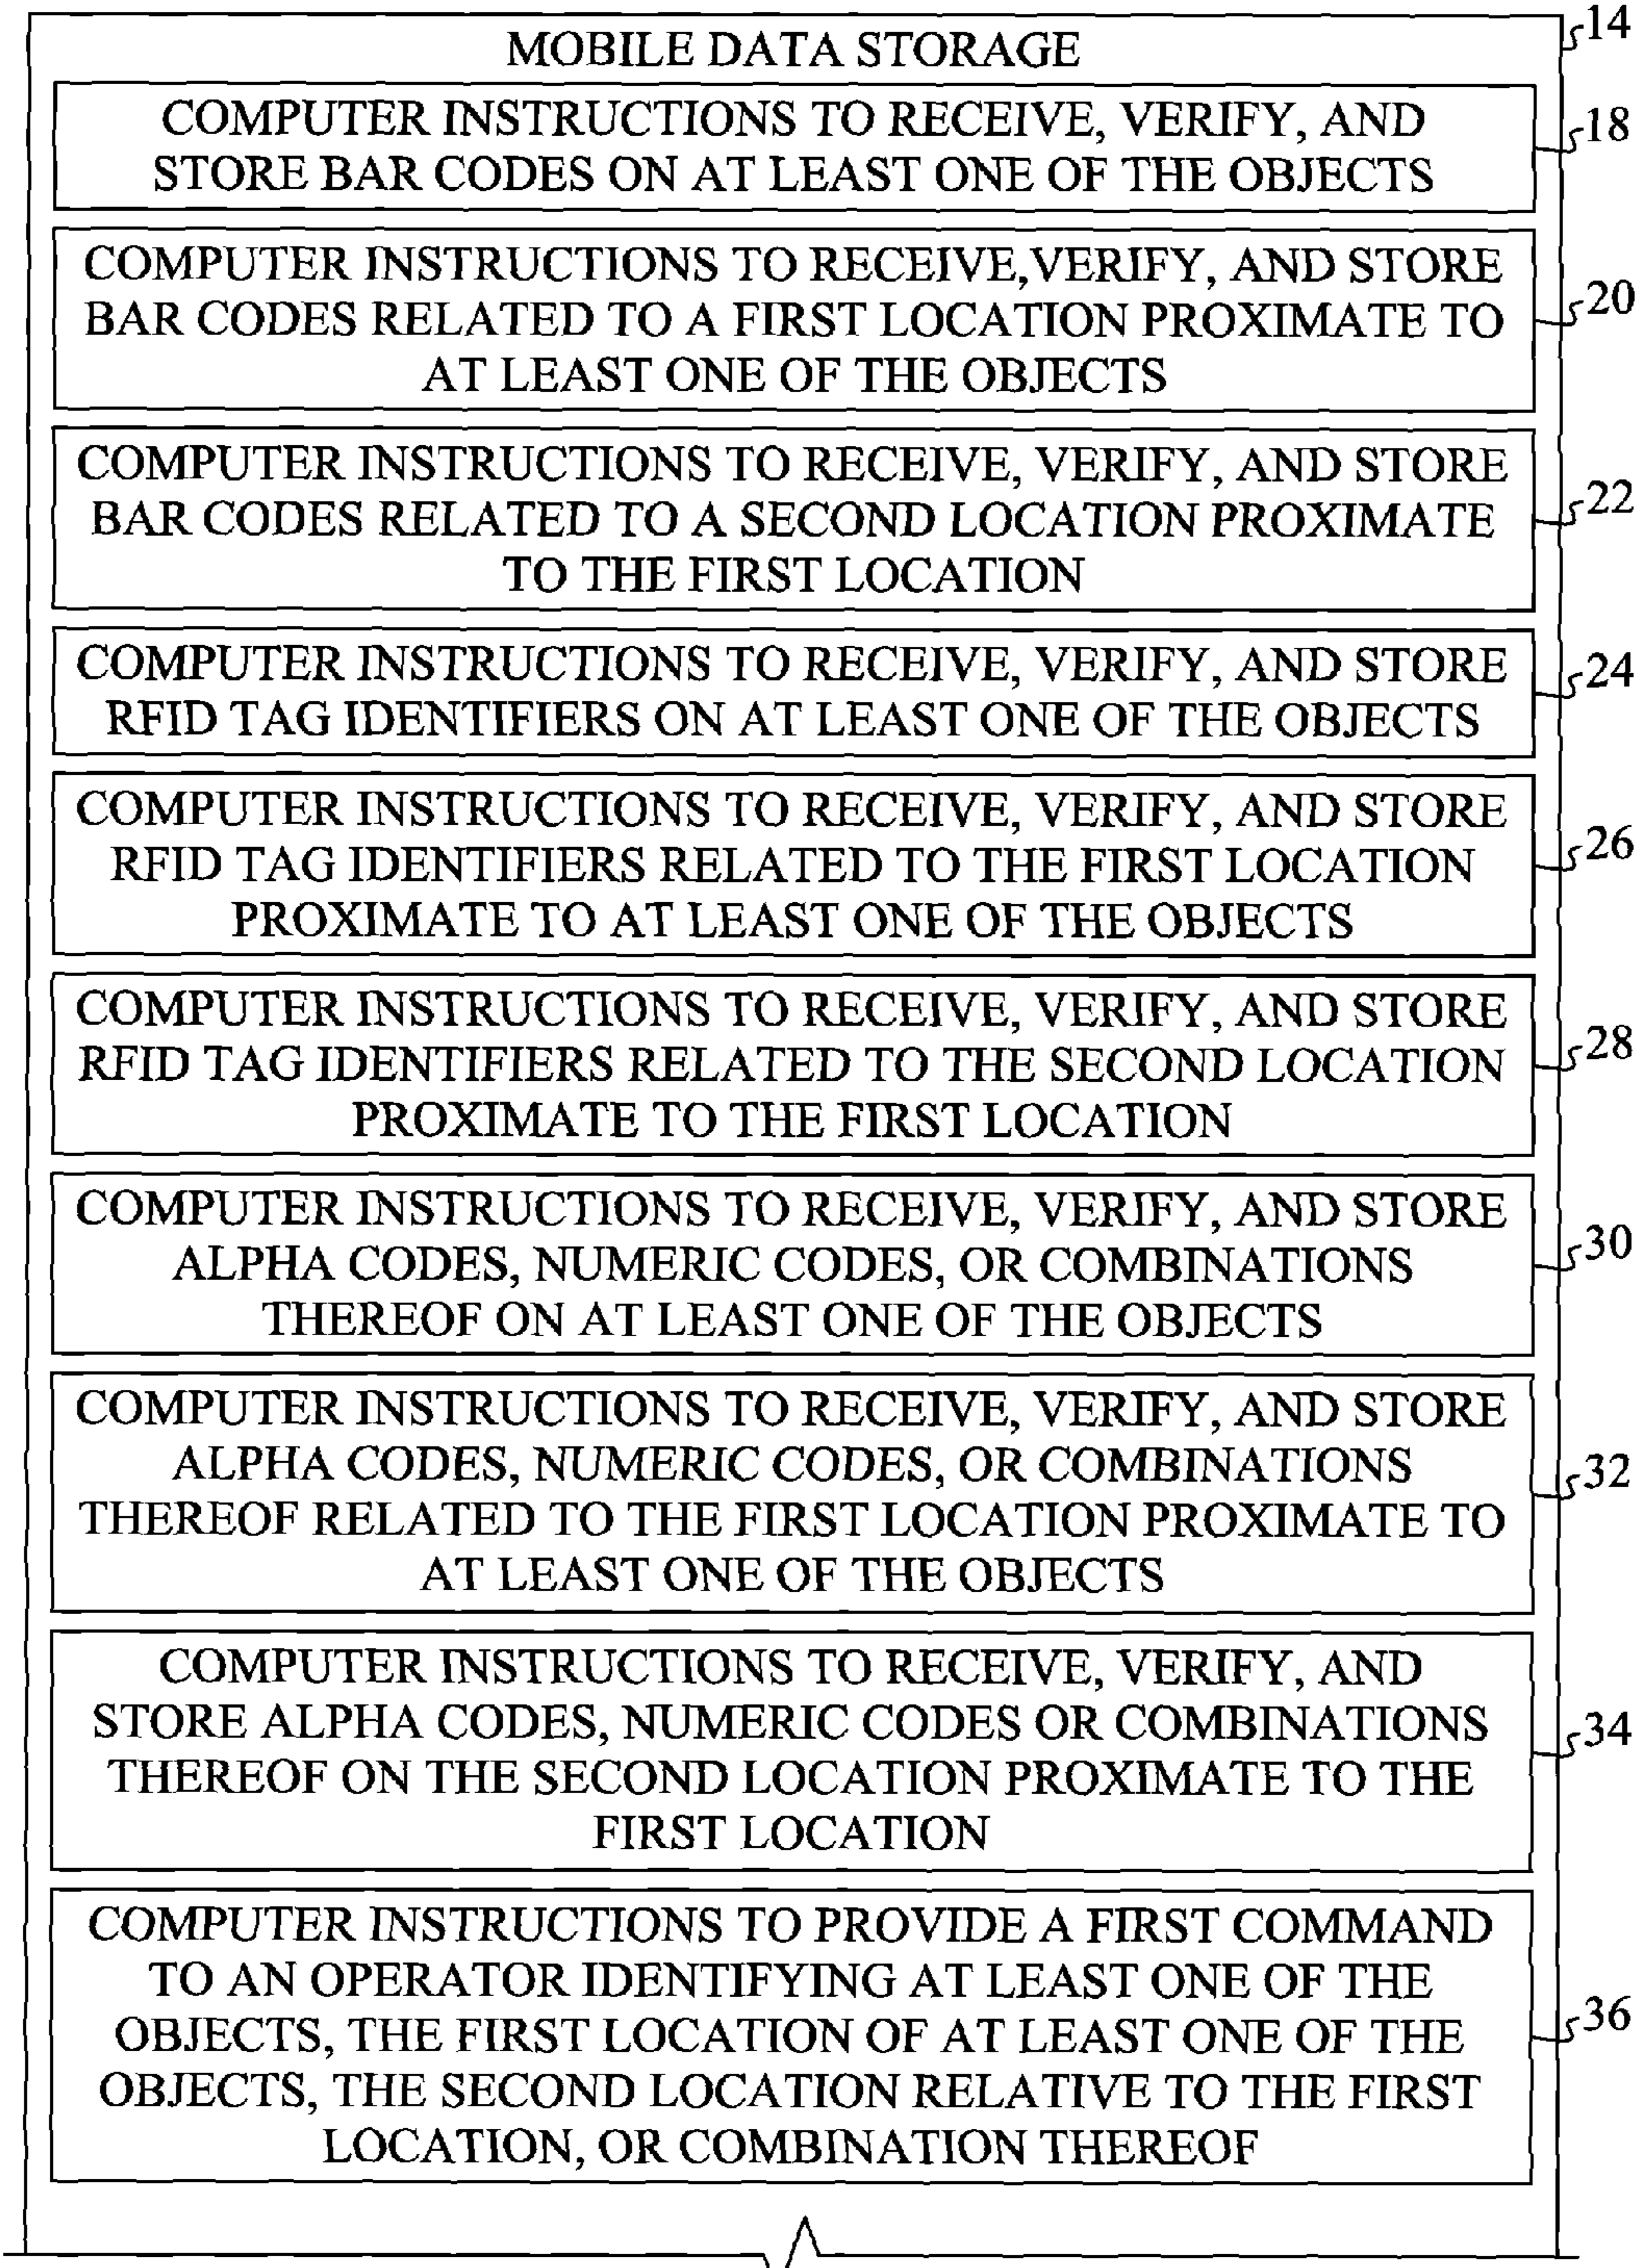 MOBILE DATA STORAGE
14
COMPUTER INSTRUCTIONS TO RECEIVE, VERIFY, AND
STORE BAR CODES ON AT LEAST ONE OF THE OBJECTS
18
COMPUTER INSTRUCTIONS TO RECEIVE,VERIFY, AND STORE
BAR CODES RELATED TO A FIRST LOCATION PROXIMATE TO
AT LEAST ONE OF THE OBJECTS
20
COMPUTER INSTRUCTIONS TO RECEIVE, VERIFY, AND STORE
BAR CODES RELATED TO A SECOND LOCATION PROXIMATE
TO THE FIRST LOCATION
22
COMPUTER INSTRUCTIONS TO RECEIVE, VERIFY, AND STORE
RFID TAG IDENTIFIERS ON AT LEAST ONE OF THE OBJECTS
24
COMPUTER INSTRUCTIONS TO RECEIVE, VERIFY, AND STORE
RFID TAG IDENTIFIERS RELATED TO THE FIRST LOCATION
PROXIMATE TO AT LEAST ONE OF THE OBJECTS
26
COMPUTER INSTRUCTIONS TO RECEIVE, VERIFY, AND STORE
RFID TAG IDENTIFIERS RELATED TO THE SECOND LOCATION
PROXIMATE TO THE FIRST LOCATION
28
COMPUTER INSTRUCTIONS TO RECEIVE, VERIFY, AND STORE
ALPHA CODES, NUMERIC CODES, OR COMBINATIONS
THEREOF ON AT LEAST ONE OF THE OBJECTS
30
COMPUTER INSTRUCTIONS TO RECEIVE, VERIFY, AND STORE
ALPHA CODES, NUMERIC CODES, OR COMBINATIONS
THEREOF RELATED TO THE FIRST LOCATION PROXIMATE TO
AT LEAST ONE OF THE OBJECTS
32
COMPUTER INSTRUCTIONS TO RECEIVE, VERIFY, AND
STORE ALPHA CODES, NUMERIC CODES OR COMBINATIONS
THEREOF ON THE SECOND LOCATION PROXIMATE TO THE
FIRST LOCATION
34
COMPUTER INSTRUCTIONS TO PROVIDE A FIRST COMMAND
TO AN OPERATOR IDENTIFYING AT LEAST ONE OF THE
OBJECTS, THE FIRST LOCATION OF AT LEAST ONE OF THE
OBJECTS, THE SECOND LOCATION RELATIVE TO THE FIRST
LOCATION, OR COMBINATION THEREOF
36